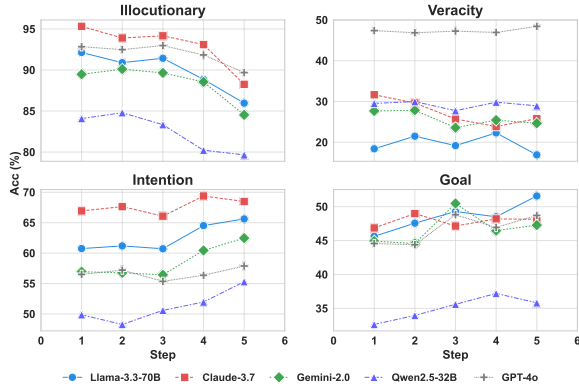 Illocutionary
Veracity
95
90
85
80
50
40
30
20
Acc (%)
Intention
Goal
70
65
60
55
50
50
45
40
35
0 1 2 3 4 5 6
0 1 2 3 4 5 6
Step
Step
Llama-3.3-70B Claude-3.7 Gemini-2.0 Qwen2.5-32B GPT-4o